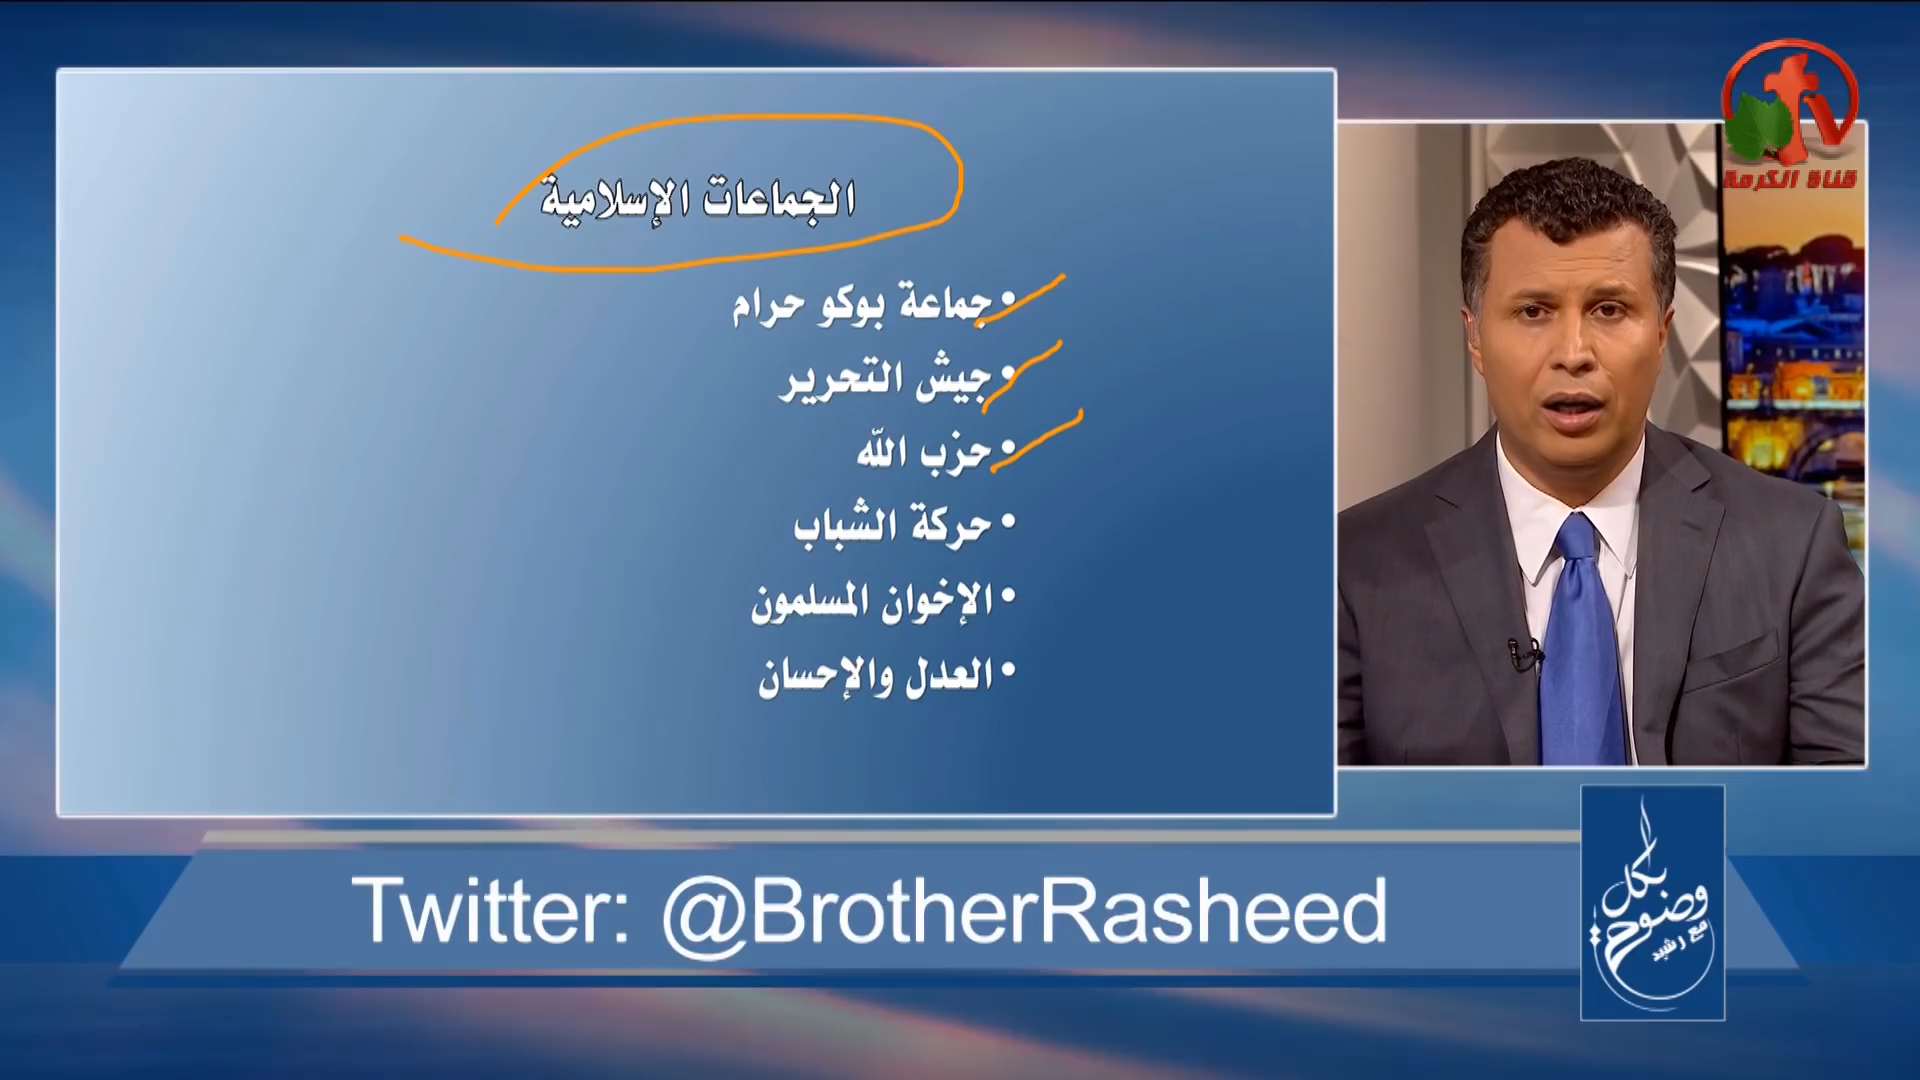 الجماعات الإسلامية
• جماعة بوكو حرام
• جيش التحرير
• حزب الله
• حركة الشباب
• الإخوان المسلمون
• العدل والإحسان
tv
قناة الكرمة
Twitter: @BrotherRasheed
بكل
وضوح
مع رشيد